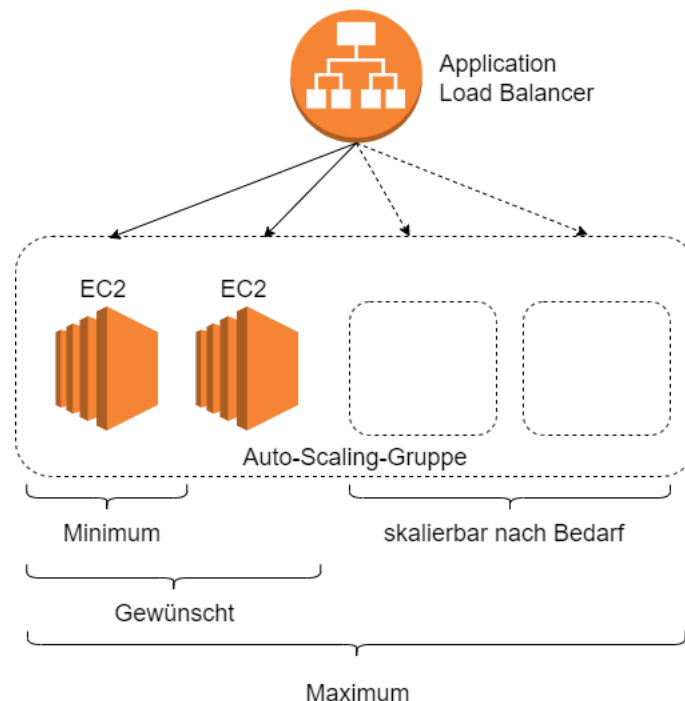 Application
Load Balancer
EC2
EC2
Auto-Scaling-Gruppe
Minimum
skalierbar nach Bedarf
Gewünscht
Maximum